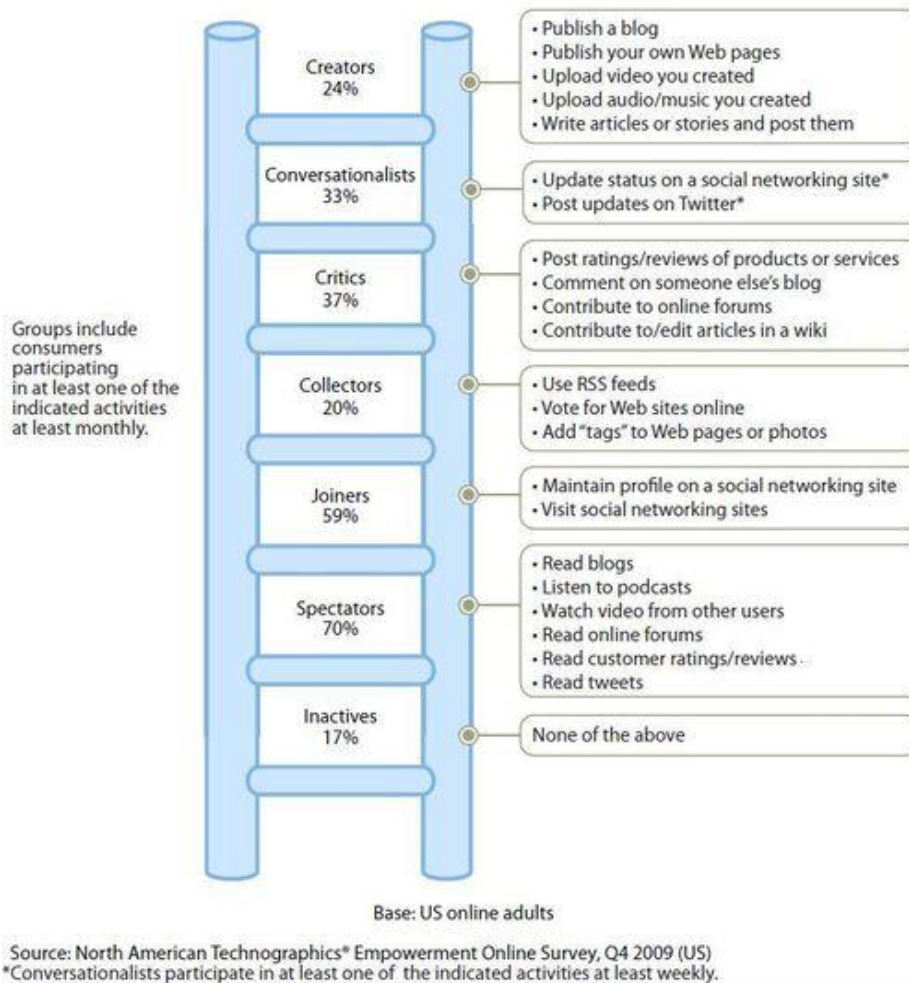 Creators
24%
• Publish a blog
• Publish your own Web pages
• Upload video you created
• Upload audio/music you created
• Write articles or stories and post them
Conversationalists
33%
• Update status on a social networking site*
• Post updates on Twitter*
Critics
37%
• Post ratings/reviews of products or services
• Comment on someone else's blog
• Contribute to online forums
• Contribute to/edit articles in a wiki
Groups include
consumers
participating
in at least one of the
indicated activities
at least monthly.
Collectors
20%
• Use RSS feeds
• Vote for Web sites online
• Add "tags" to Web pages or photos
Joiners
59%
• Maintain profile on a social networking site
• Visit social networking sites
Spectators
70%
• Read blogs
• Listen to podcasts
• Watch video from other users
• Read online forums
• Read customer ratings/reviews
• Read tweets
Inactives
17%
None of the above
Base: US online adults
Source: North American Technographics® Empowerment Online Survey, Q4 2009 (US)
*Conversationalists participate in at least one of the indicated activities at least weekly.